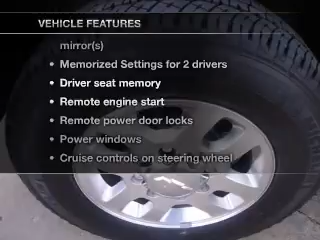 VEHICLE FEATURES
mirror(s)
• Memorized Settings for 2 drivers
• Driver seat memory
• Remote engine start
• Remote power door locks
• Power windows
• Cruise controls on steering wheel